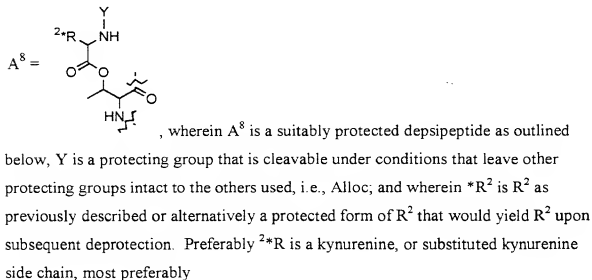 Y
2*R NH
A8 =
O O
O
HN
, wherein A8 is a suitably protected depsipeptide as outlined
below, Y is a protecting group that is cleavable under conditions that leave other
protecting groups intact to the others used, i.e., Alloc; and wherein *R2 is R2 as
previously described or alternatively a protected form of R2 that would yield R2 upon
subsequent deprotection. Preferably 2*R is a kynurenine, or substituted kynurenine
side chain, most preferably